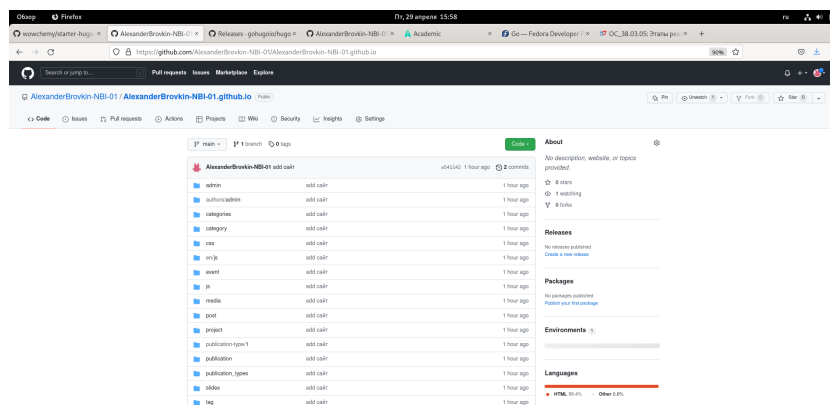 Обзор Firefox Пт, 29 апреля 15:58 ru
wowchemy/starter-hugo AlexanderBrovkin-NBI-01 Releases · gohugoio/hugo AlexanderBrovkin-NBI-01 Academic Go — Fedora Developer OC_38.03.05: Этапы реа
https://github.com/AlexanderBrovkin-NBI-01/AlexanderBrovkin-NBI-01.github.io 90%
Search or jump to... Pull requests Issues Marketplace Explore
AlexanderBrovkin-NBI-01 / AlexanderBrovkin-NBI-01.github.io Public Pin Unwatch 1 Fork 0 Star 0
Code Issues Pull requests Actions Projects Wiki Security Insights Settings
main 1 branch 0 tags Code About
No description, website, or topics
provided.
AlexanderBrovkin-NBI-01 add сайт 1 hour ago 2 commits
0 stars
1 watching
0 forks
admin add сайт 1 hour ago
authors/admin add сайт 1 hour ago
categories add сайт 1 hour ago
category add сайт 1 hour ago
css add сайт 1 hour ago
en/js add сайт 1 hour ago
event add сайт 1 hour ago
js add сайт 1 hour ago
media add сайт 1 hour ago
post add сайт 1 hour ago
project add сайт 1 hour ago
publication-type/1 add сайт 1 hour ago
publication add сайт 1 hour ago
publication_types add сайт 1 hour ago
slides add сайт 1 hour ago
tag add сайт 1 hour ago
Releases
No releases published
Create a new release
Packages
No packages published
Publish your first package
Environments 1
Languages
HTML 99.4% Other 0.6%